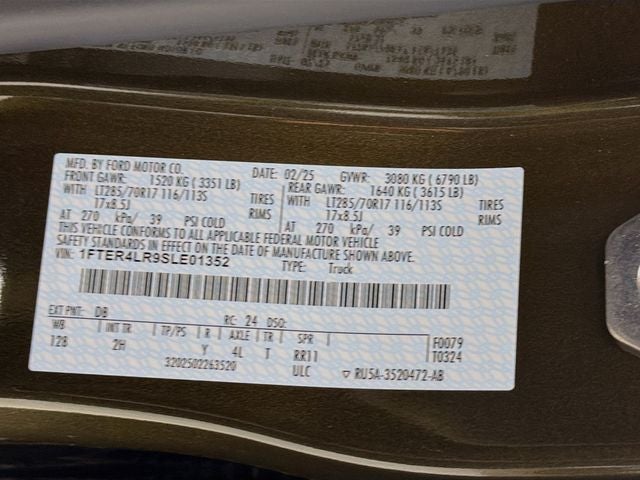 MFD. BY FORD MOTOR CO.
DATE: 02/25 GVWR: 3080 KG ( 6790 LB)
FRONT GAWR: 1520 KG ( 3351 LB) REAR GAWR: 1640 KG ( 3615 LB)
WITH LT285/70R17 116/113S TIRES WITH LT285/70R17 116/113S TIRES
17x8.5J RIMS 17x8.5J RIMS
AT 270 kPa/ 39 PSI COLD AT 270 kPa/ 39 PSI COLD
THIS VEHICLE CONFORMS TO ALL APPLICABLE FEDERAL MOTOR VEHICLE
SAFETY STANDARDS IN EFFECT ON THE DATE OF MANUFACTURE SHOWN ABOVE.
VIN: 1FTER4LR9SLE01352 TYPE: Truck
EXT PNT: DB RC: 24 DSO:
WB INT TR TP/PS R AXLE TR SPR F0079
128 2H Y 4L T RR11 T0324
3202502263520 ULC ▽ RU5A-3520472-AB